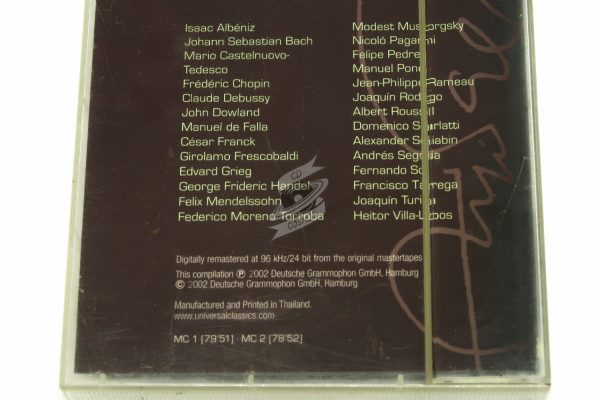 Isaac Albéniz
Johann Sebastian Bach
Mario Castelnuovo-
Tedesco
Frédéric Chopin
Claude Debussy
John Dowland
Manuel de Falla
César Franck
Girolamo Frescobaldi
Edvard Grieg
George Frideric Handel
Felix Mendelssohn
Federico Moreno Torroba
Modest Mussorgsky
Nicoló Paganini
Felipe Pedrell
Manuel Ponce
Jean-Philippe Rameau
Joaquín Rodrigo
Albert Roussel
Domenico Scarlatti
Alexander Scriabin
Andrés Segovia
Fernando Sor
Francisco Tárrega
Joaquín Turina
Heitor Villa-Lobos
CD
Digitally remastered at 96 kHz/24 bit from the original mastertapes
This compilation ℗ 2002 Deutsche Grammophon GmbH, Hamburg
© 2002 Deutsche Grammophon GmbH, Hamburg
Manufactured and Printed in Thailand.
www.universalclassics.com
MC 1 [79'51] · MC 2 [78'52]